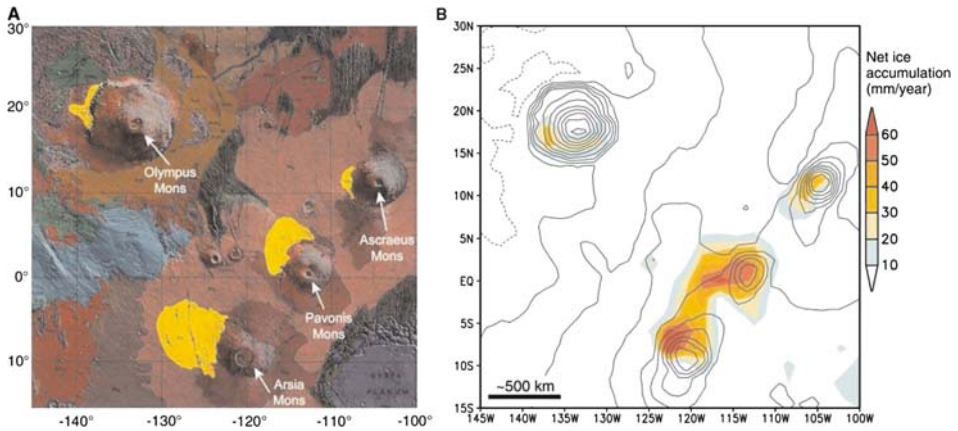 A
30°
20°
10°
0°
10°
-140°
-130°
-120°
-110°
-100°
Olympus
Mons
Ascraeus
Mons
Pavonis
Mons
Arsia
Mons
B
30N
25N
20N
15N
10N
5N
EQ
5S
10S
15S
145W
140W
135W
130W
125W
120W
115W
110W
105W
100W
~500 km
Net ice
accumulation
(mm/year)
60
50
40
30
20
10